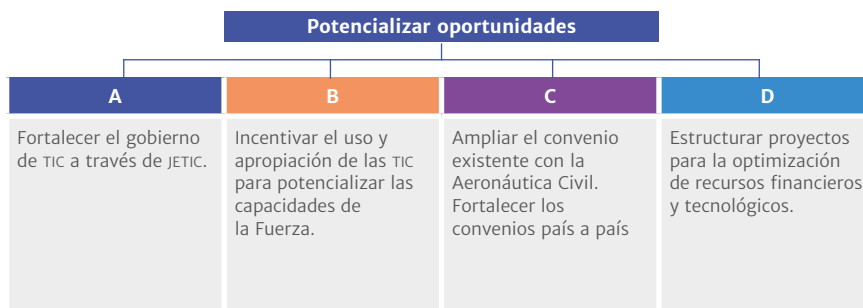 Potencializar oportunidades
A
B
C
D
Fortalecer el gobierno
de TIC a través de JETIC.
Incentivar el uso y
apropiación de las TIC
para potencializar las
capacidades de
la Fuerza.
Ampliar el convenio
existente con la
Aeronáutica Civil.
Fortalecer los
convenios país a país
Estructurar proyectos
para la optimización
de recursos financieros
y tecnológicos.